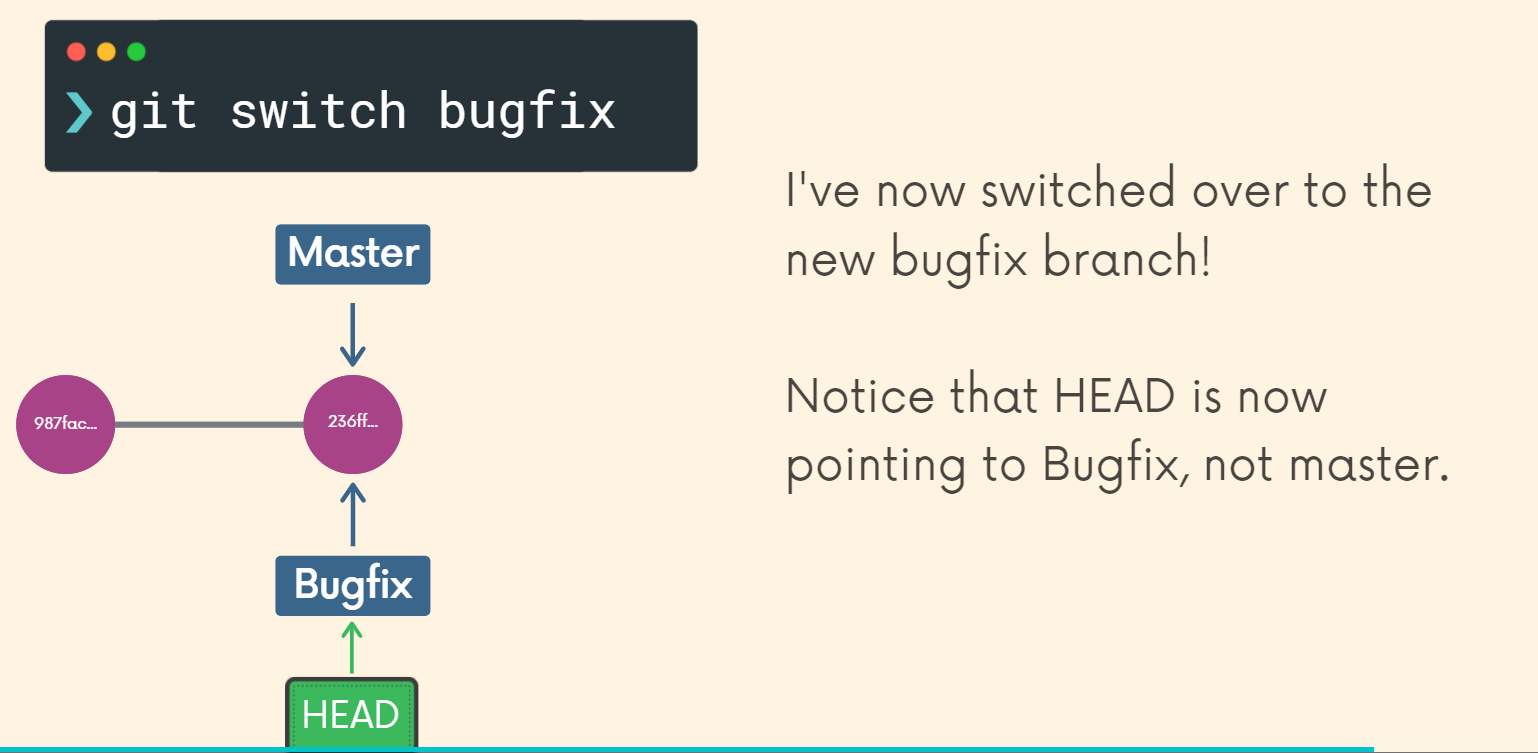 ❯ git switch bugfix
Master
987fac...
236ff...
Bugfix
HEAD
I've now switched over to the
new bugfix branch!
Notice that HEAD is now
pointing to Bugfix, not master.